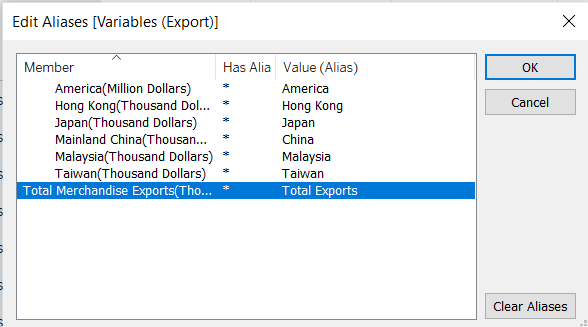 Edit Aliases [Variables (Export)]
Member Has Alia Value (Alias)
America(Million Dollars) * America
Hong Kong(Thousand Dol... * Hong Kong
Japan(Thousand Dollars) * Japan
Mainland China(Thousan... * China
Malaysia(Thousand Dollars) * Malaysia
Taiwan(Thousand Dollars) * Taiwan
Total Merchandise Exports(Tho... * Total Exports
OK
Cancel
Clear Aliases